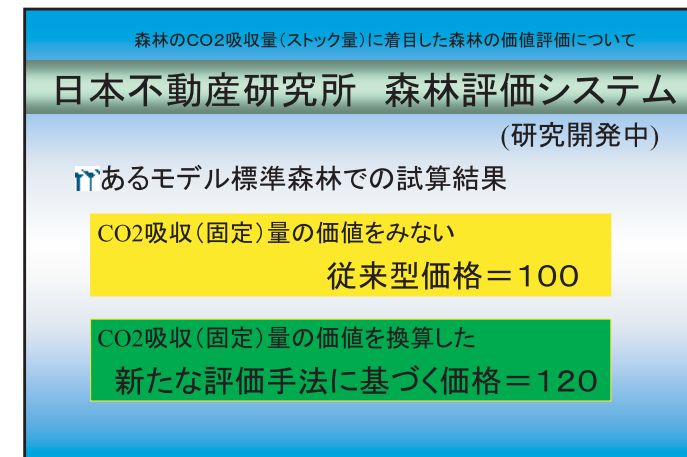 森林のCO2吸収量(ストック量)に着目した森林の価値評価について
日本不動産研究所 森林評価システム
(研究開発中)
あるモデル標準森林での試算結果
CO2吸収(固定)量の価値をみない
従来型価格=100
CO2吸収(固定)量の価値を換算した
新たな評価手法に基づく価格=120